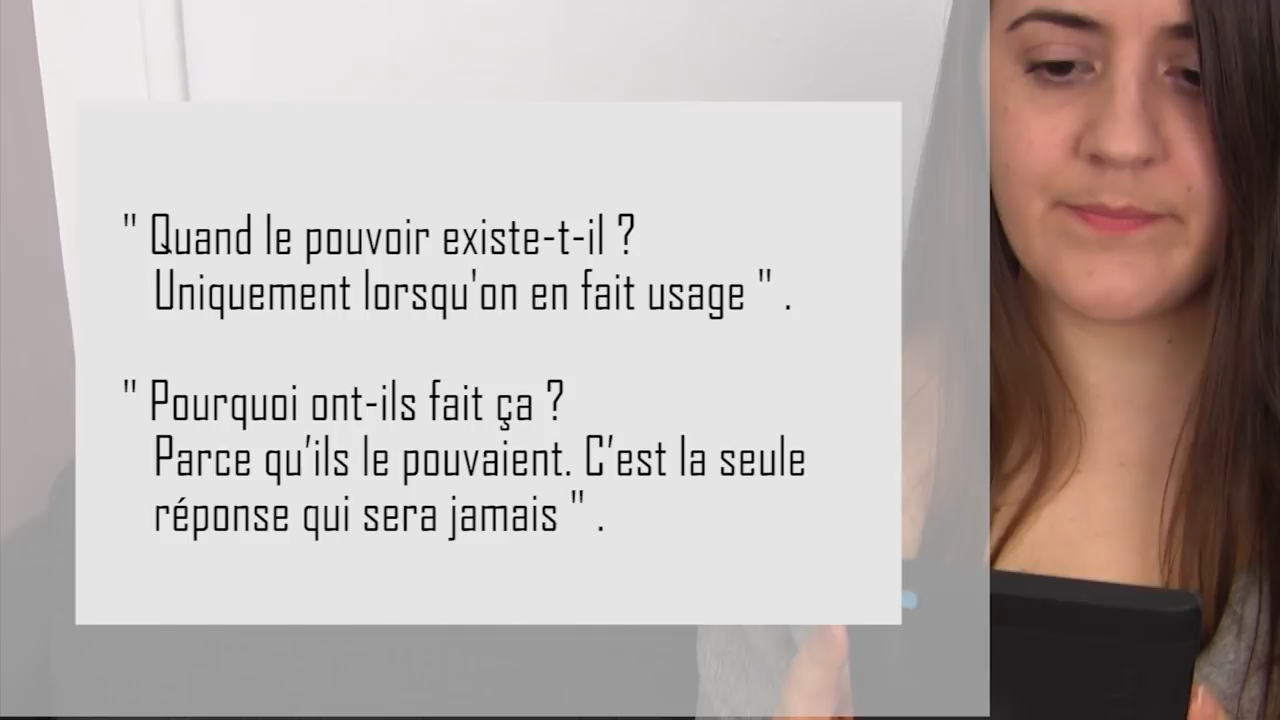 " Quand le pouvoir existe-t-il ?
Uniquement lorsqu'on en fait usage " .
" Pourquoi ont-ils fait ça ?
Parce qu’ils le pouvaient. C’est la seule
réponse qui sera jamais " .